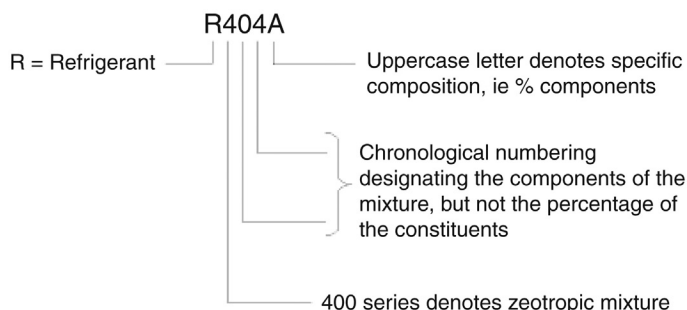 R404A
R = Refrigerant
Uppercase letter denotes specific
composition, ie % components
Chronological numbering
designating the components of the
mixture, but not the percentage of
the constituents
400 series denotes zeotropic mixture